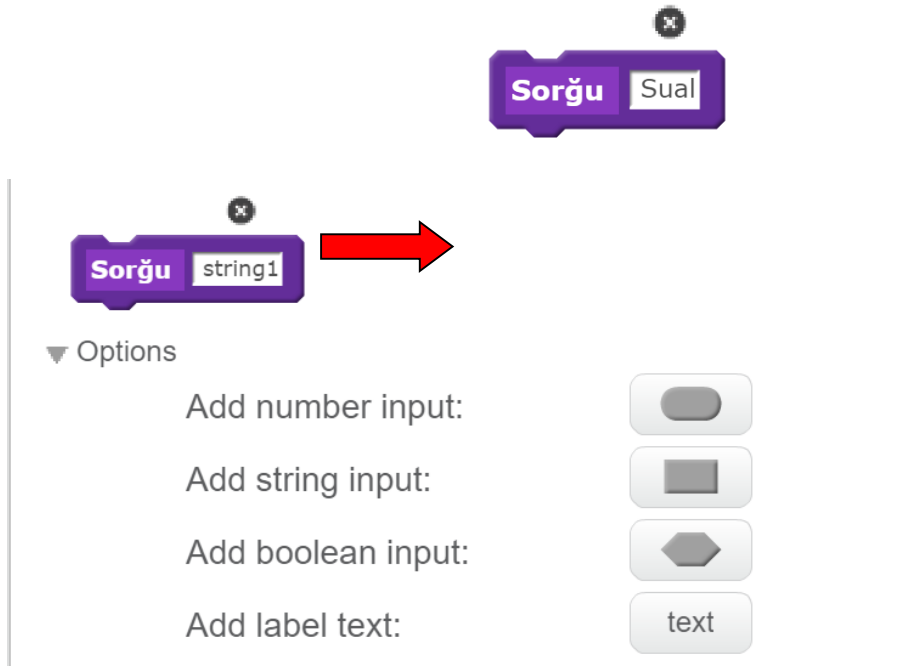 Sorğu Sual
Sorğu string1
Options
Add number input:
Add string input:
Add boolean input:
Add label text: text